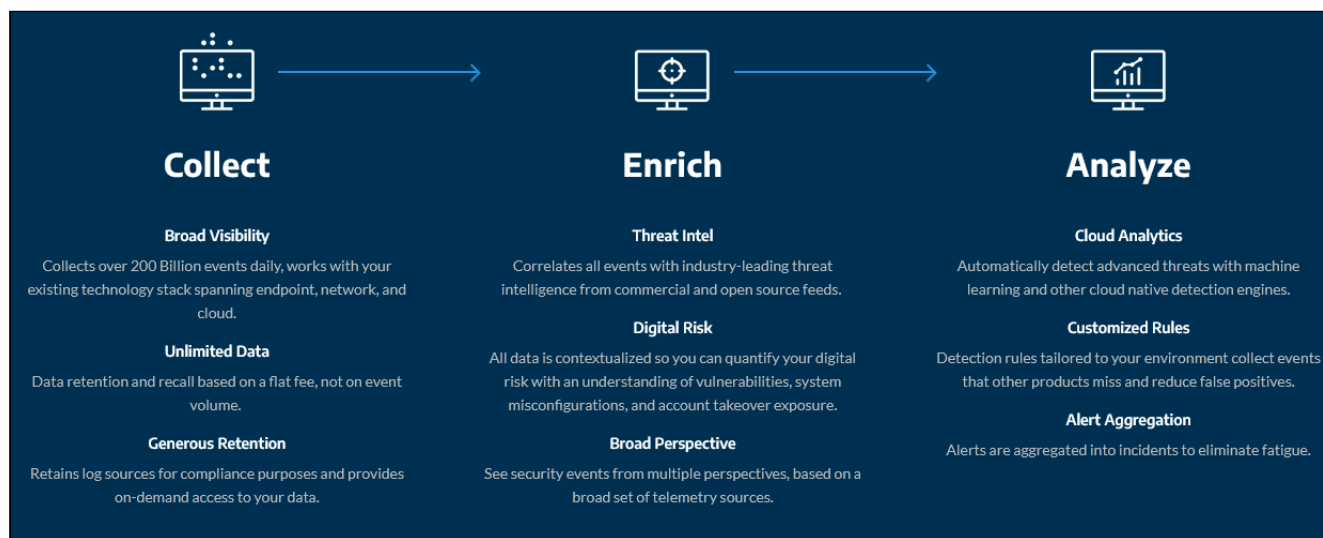 Collect
Broad Visibility
Collects over 200 Billion events daily, works with your
existing technology stack spanning endpoint, network, and
cloud.
Unlimited Data
Data retention and recall based on a flat fee, not on event
volume.
Generous Retention
Retains log sources for compliance purposes and provides
on-demand access to your data.
Enrich
Threat Intel
Correlates all events with industry-leading threat
intelligence from commercial and open source feeds.
Digital Risk
All data is contextualized so you can quantify your digital
risk with an understanding of vulnerabilities, system
misconfigurations, and account takeover exposure.
Broad Perspective
See security events from multiple perspectives, based on a
broad set of telemetry sources.
Analyze
Cloud Analytics
Automatically detect advanced threats with machine
learning and other cloud native detection engines.
Customized Rules
Detection rules tailored to your environment collect events
that other products miss and reduce false positives.
Alert Aggregation
Alerts are aggregated into incidents to eliminate fatigue.